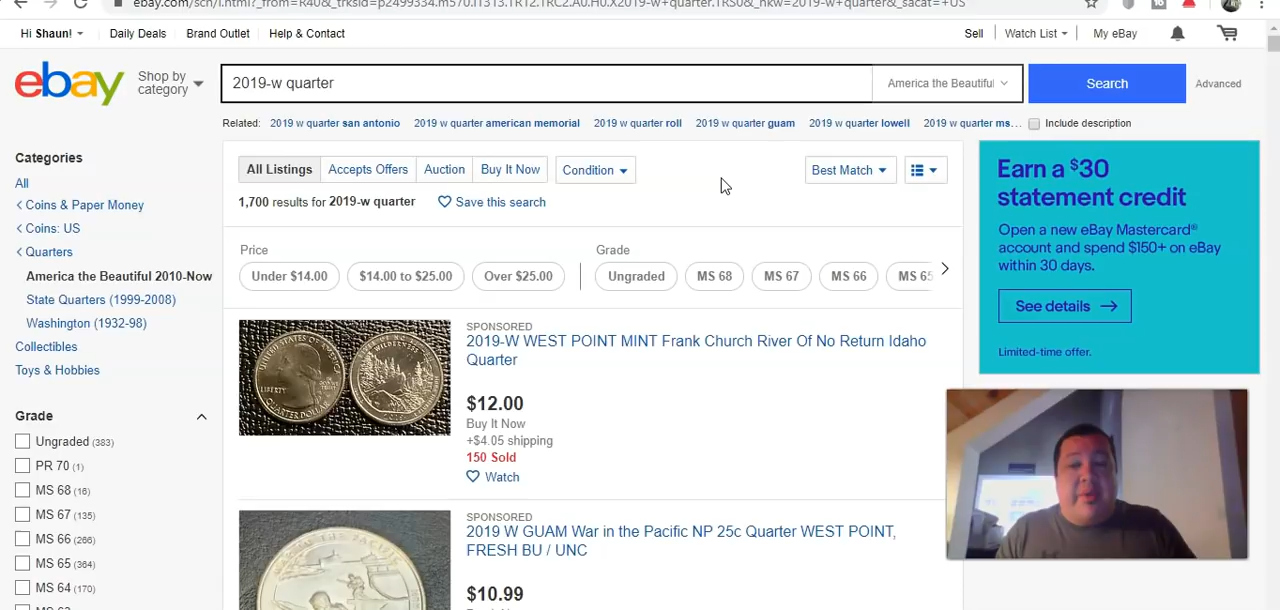 ebay.com/sch/i.html?_from=R40&_trksid=p2499334.m570.l1313.TR12.TRC2.A0.H0.X2019-w+quarter.TRS0&_nkw=2019-w+quarter&_sacat=+US
Hi Shaun!
Daily Deals
Brand Outlet
Help & Contact
Sell
Watch List
My eBay
ebay
Shop by category
2019-w quarter
America the Beautiful
Search
Advanced
Related: 2019 w quarter san antonio 2019 w quarter american memorial 2019 w quarter roll 2019 w quarter guam 2019 w quarter lowell 2019 w quarter ms...
Include description
Categories
All
Coins & Paper Money
Coins: US
Quarters
America the Beautiful 2010-Now
State Quarters (1999-2008)
Washington (1932-98)
Collectibles
Toys & Hobbies
Grade
Ungraded (383)
PR 70 (1)
MS 68 (16)
MS 67 (135)
MS 66 (266)
MS 65 (364)
MS 64 (170)
All Listings
Accepts Offers
Auction
Buy It Now
Condition
Best Match
1,700 results for 2019-w quarter
Save this search
Price
Under $14.00
$14.00 to $25.00
Over $25.00
Grade
Ungraded
MS 68
MS 67
MS 66
MS 65
SPONSORED
2019-W WEST POINT MINT Frank Church River Of No Return Idaho
Quarter
$12.00
Buy It Now
+$4.05 shipping
150 Sold
Watch
SPONSORED
2019 W GUAM War in the Pacific NP 25c Quarter WEST POINT,
FRESH BU / UNC
$10.99
Earn a $30
statement credit
Open a new eBay Mastercard®
account and spend $150+ on eBay
within 30 days.
See details
Limited-time offer.
LIBERTY
QUARTER DOLLAR